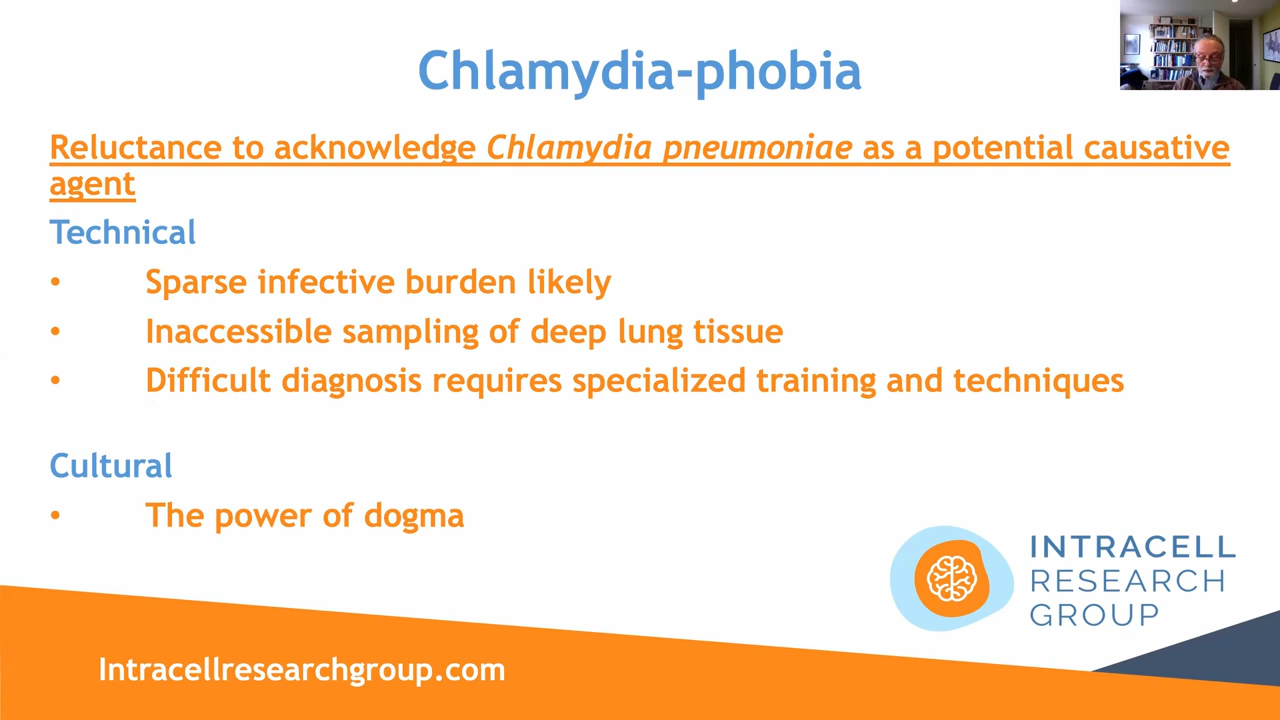 Chlamydia-phobia
Reluctance to acknowledge Chlamydia pneumoniae as a potential causative
agent
Technical
• Sparse infective burden likely
• Inaccessible sampling of deep lung tissue
• Difficult diagnosis requires specialized training and techniques
Cultural
• The power of dogma
INTRACELL
RESEARCH
GROUP
Intracellresearchgroup.com